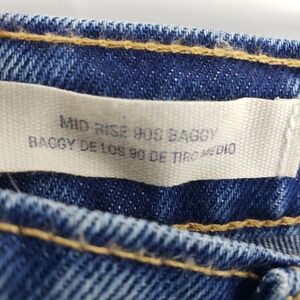 MID RISE 90S BAGGY
BAGGY DE LOS 90 DE TIRO MEDIO